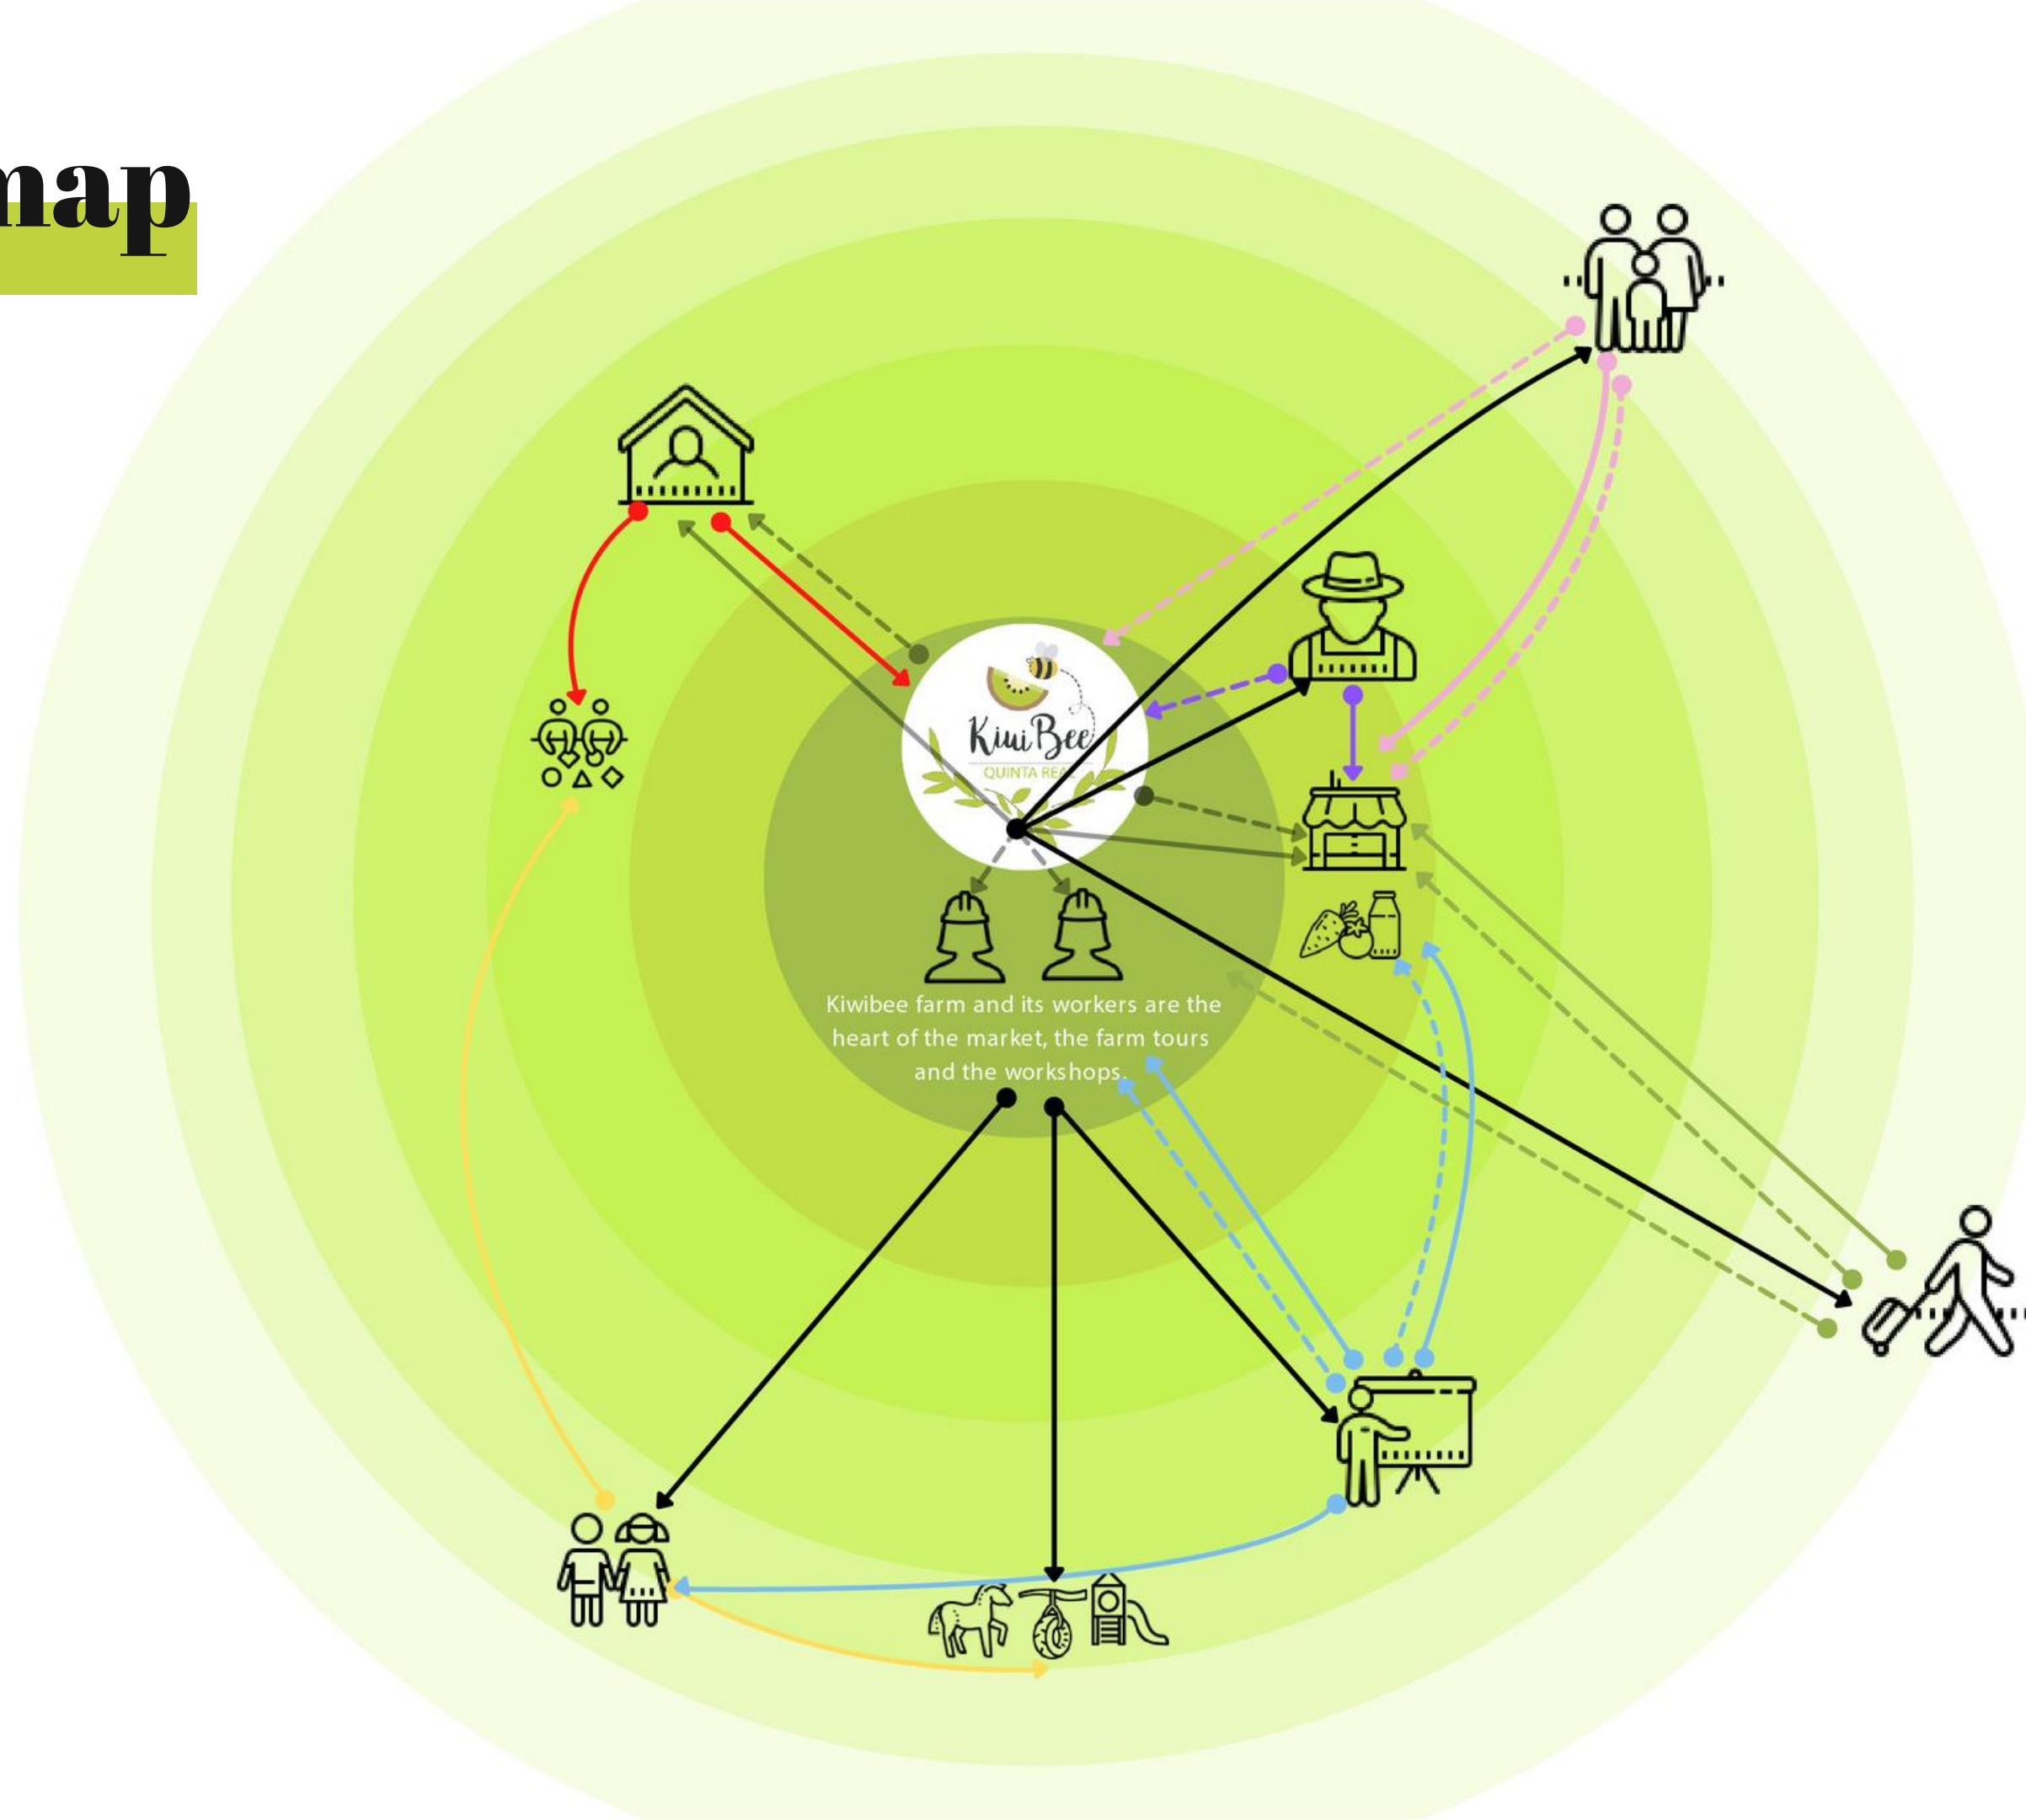 map
KiwiBee
QUINTA REAL
Kiwibee farm and its workers are the
heart of the market, the farm tours
and the workshops.